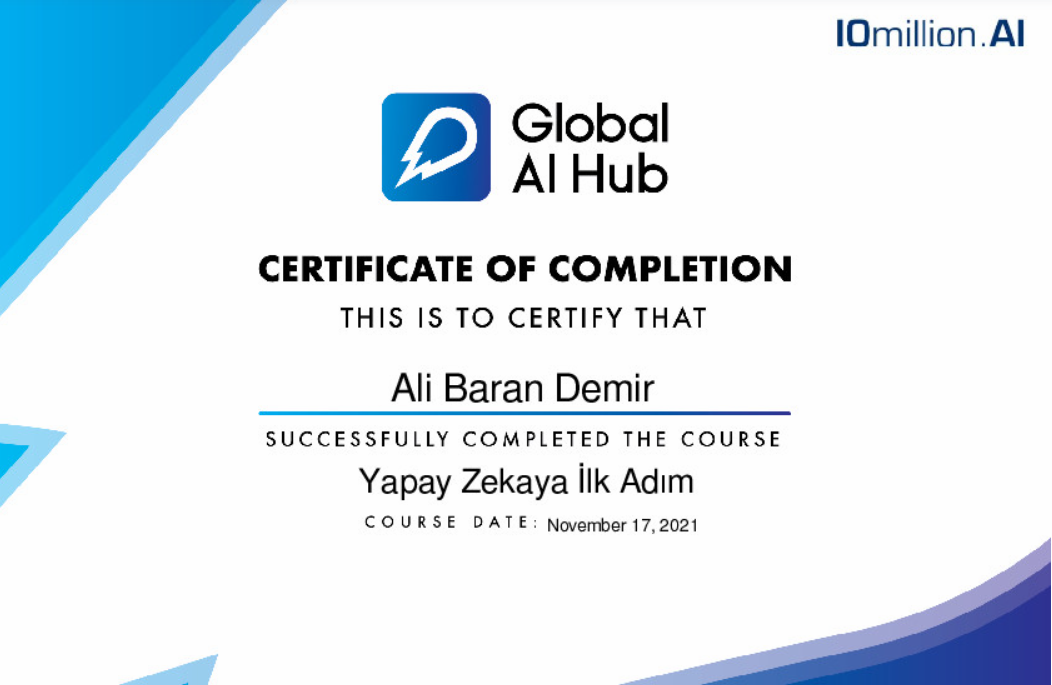 10million.AI
Global
AI Hub
CERTIFICATE OF COMPLETION
THIS IS TO CERTIFY THAT
Ali Baran Demir
SUCCESSFULLY COMPLETED THE COURSE
Yapay Zekaya İlk Adım
COURSE DATE: November 17, 2021